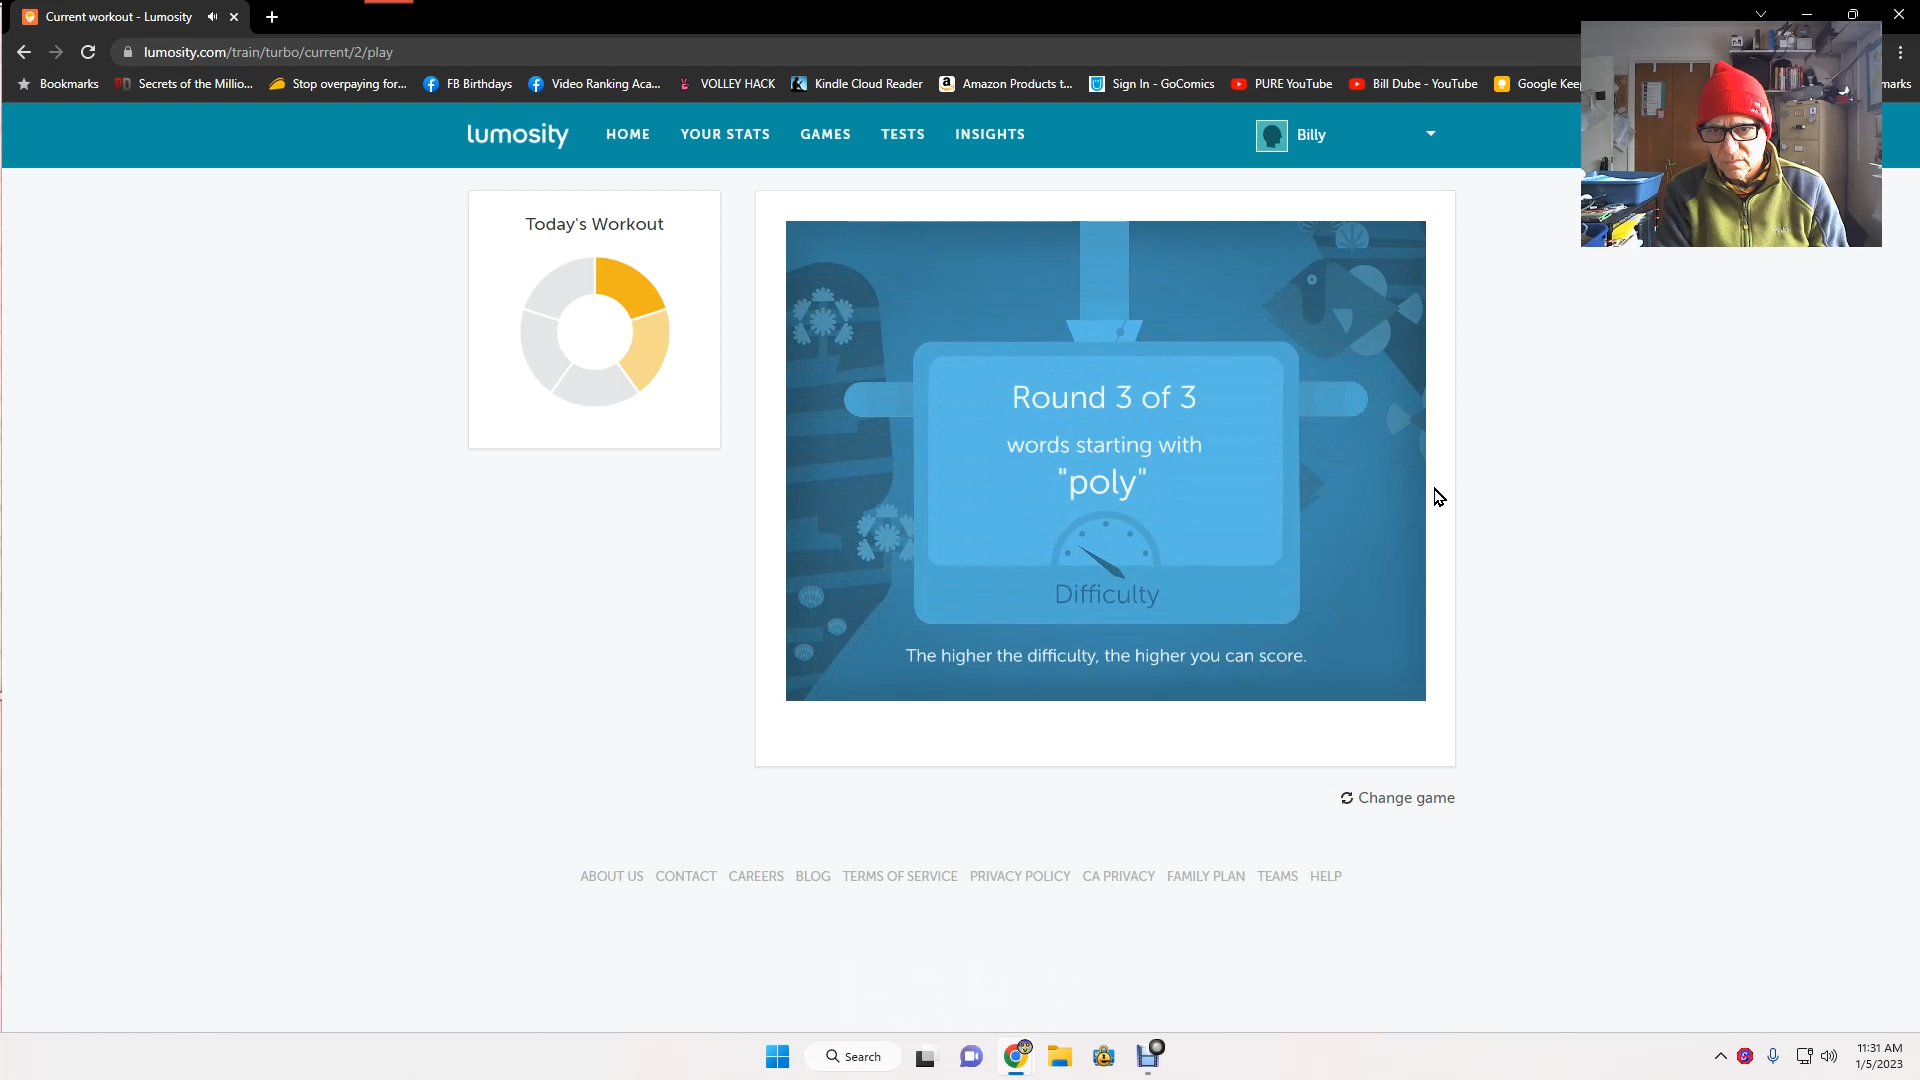 Current workout - Lumosity
lumosity.com/train/turbo/current/2/play
Bookmarks
Secrets of the Millio...
Stop overpaying for...
FB Birthdays
Video Ranking Aca...
VOLLEY HACK
Kindle Cloud Reader
Amazon Products t...
Sign In - GoComics
PURE YouTube
Bill Dube - YouTube
Google Keep
lumosity
HOME
YOUR STATS
GAMES
TESTS
INSIGHTS
Billy
Today's Workout
Round 3 of 3
words starting with
"poly"
Difficulty
The higher the difficulty, the higher you can score.
Change game
ABOUT US CONTACT CAREERS BLOG TERMS OF SERVICE PRIVACY POLICY CA PRIVACY FAMILY PLAN TEAMS HELP
Search
11:31 AM
1/5/2023